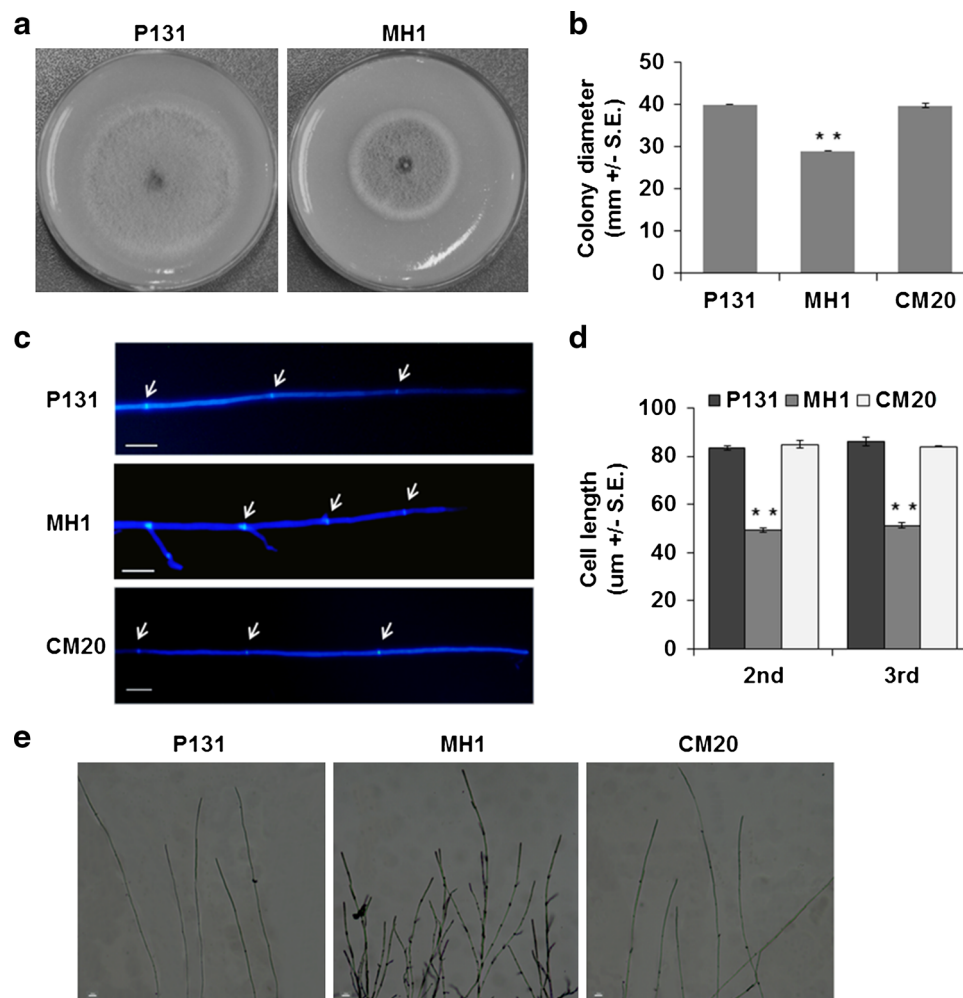 a
P131
MH1
b
Colony diameter
(mm +/- S.E.)
50
40
30
20
10
0
* *
P131
MH1
CM20
c
P131
MH1
CM20
d
Cell length
(um +/- S.E.)
100
80
60
40
20
0
P131 MH1 CM20
* *
* *
2nd
3rd
e
P131
MH1
CM20